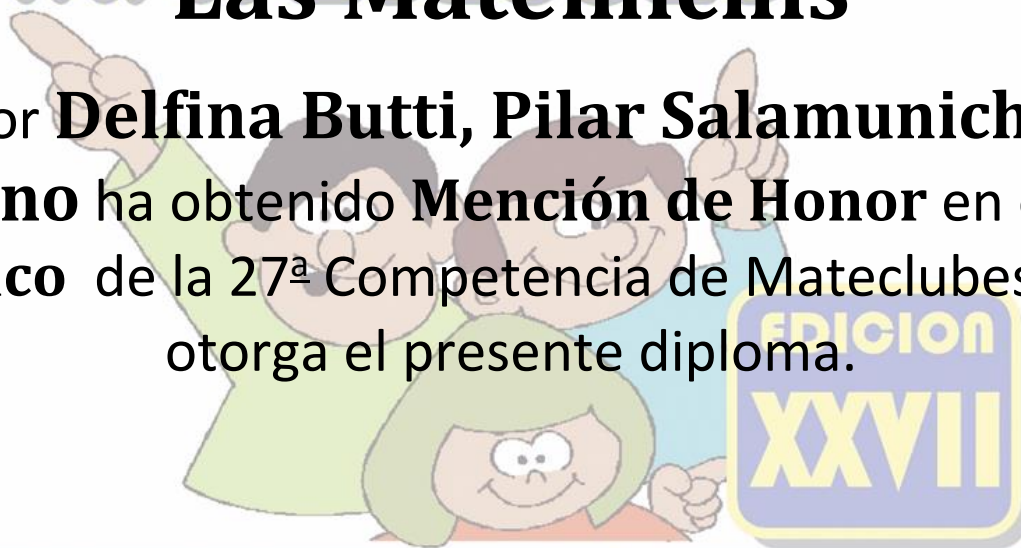 Las
or Delfina Butti, Pilar Salamunich
no ha obtenido Mención de Honor en
co de la 27ª Competencia de Mateclubes
otorga el presente diploma.
EDICION
XXVII